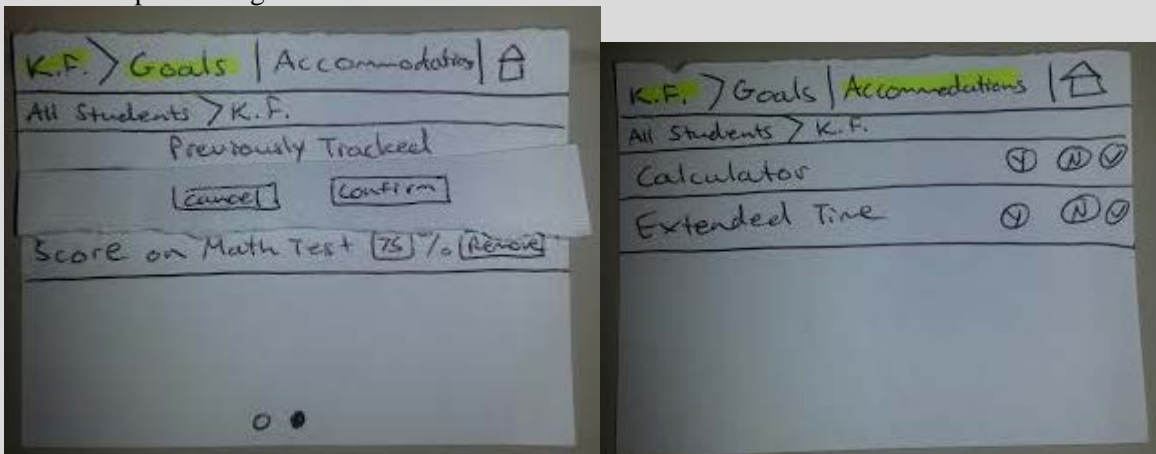 K.F. > Goals | Accommodations |
All Students > K.F.
Previously Tracked
Cancel Confirm
Score on Math Test 75 % Remove
K.F. > Goals | Accommodations |
All Students > K.F.
Calculator Y N
Extended Time Y N